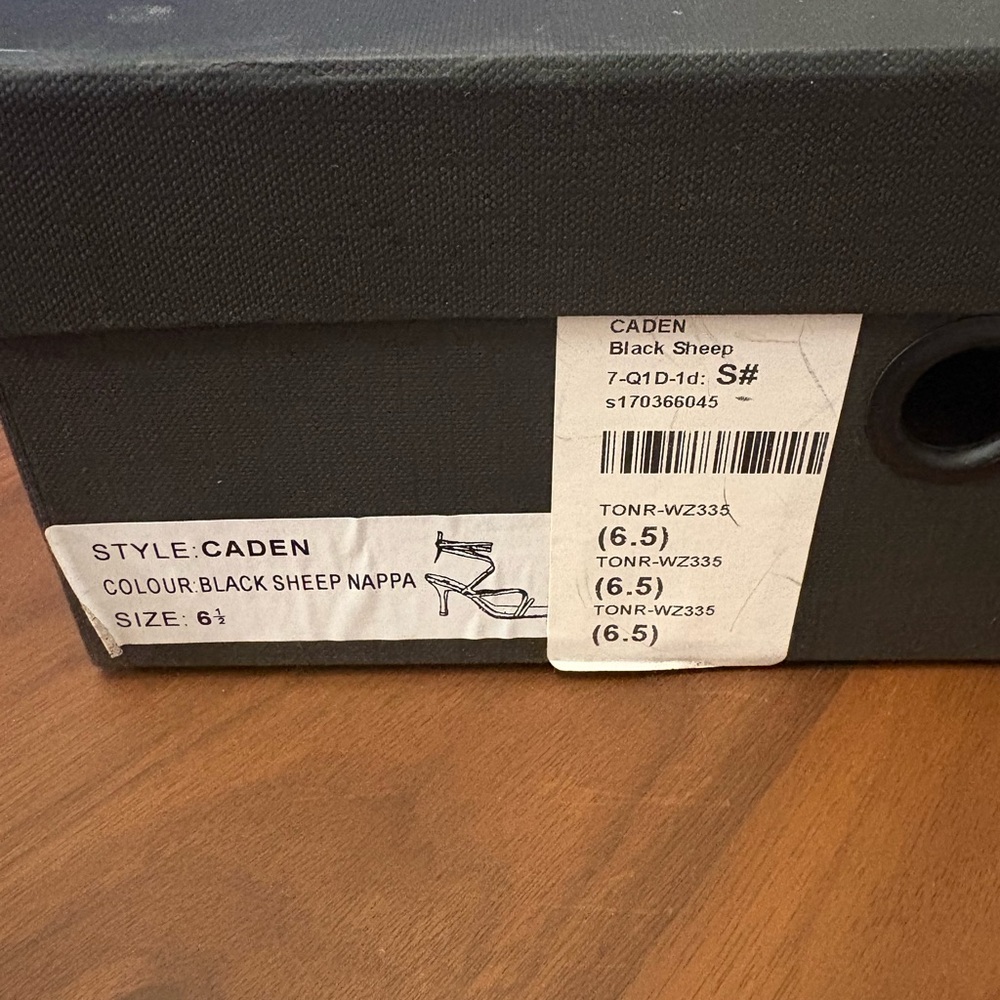 STYLE:CADEN
COLOUR:BLACK SHEEP NAPPA
SIZE: 6½
CADEN
Black Sheep
7-Q1D-1d: S#
s170366045
TONR-WZ335
(6.5)
TONR-WZ335
(6.5)
TONR-WZ335
(6.5)